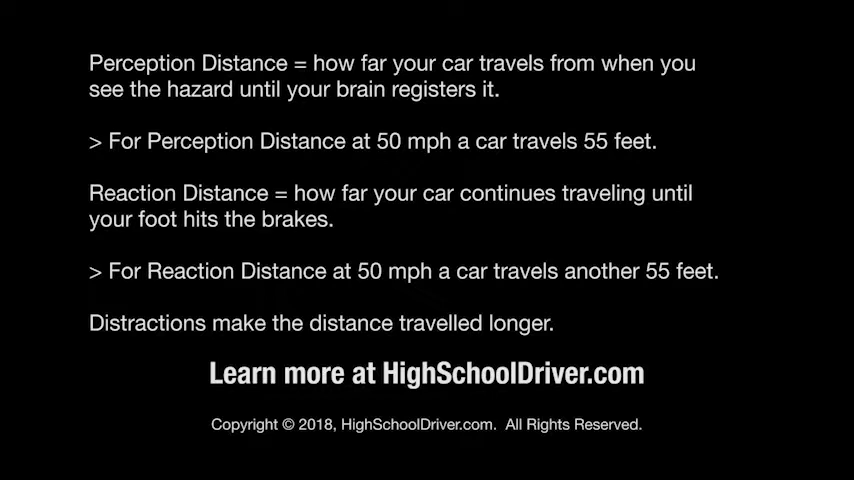 Perception Distance = how far your car travels from when you
see the hazard until your brain registers it.
> For Perception Distance at 50 mph a car travels 55 feet.
Reaction Distance = how far your car continues traveling until
your foot hits the brakes.
> For Reaction Distance at 50 mph a car travels another 55 feet.
Distractions make the distance travelled longer.
Learn more at HighSchoolDriver.com
Copyright © 2018, HighSchoolDriver.com. All Rights Reserved.